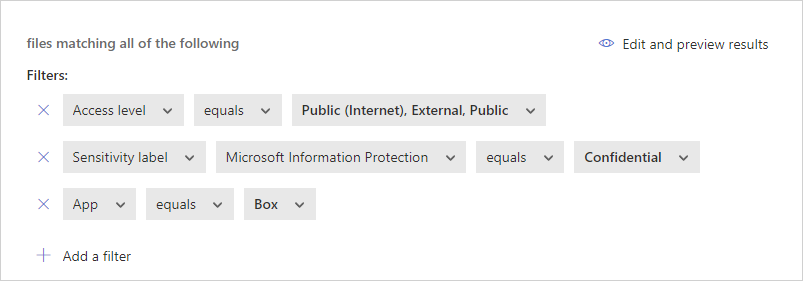 files matching all of the following
Edit and preview results
Filters:
Access level equals Public (Internet), External, Public
Sensitivity label Microsoft Information Protection equals Confidential
App equals Box
Add a filter